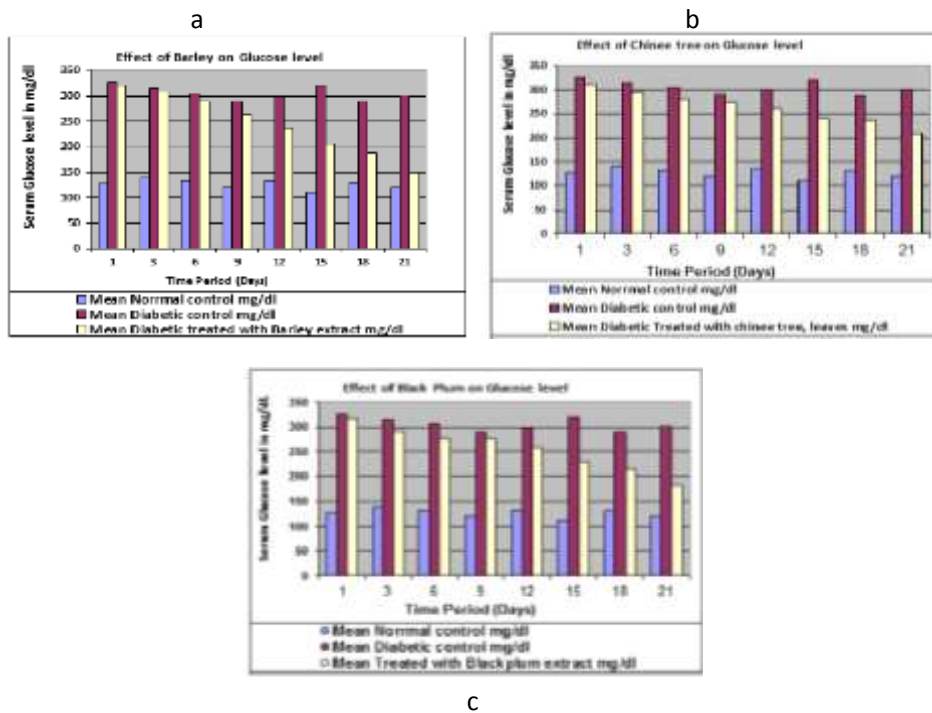 a
Effect of Barley on Glucose level
Serum Glucose level in mg/dl
350
300
250
200
150
100
50
0
1 3 6 9 12 15 18 21
Time Period (Days)
Mean Norrmal control mg/dl
Mean Diabetic control mg/dl
Mean Diabetic treated with Barley extract mg/dl
b
Effect of Chinee tree on Glucose level
Serum Glucose level in mg/dl
350
300
250
200
150
100
50
0
1 3 6 9 12 15 18 21
Time Period (Days)
Mean Norrmal control mg/dl
Mean Diabetic control mg/dl
Mean Diabetic Treated with chinee tree, leaves mg/dl
Effect of Black Plum on Glucose level
Serum Glucose level in mg/dL
350
300
250
200
150
100
50
0
1 3 6 9 12 15 18 21
Time Period (Days)
Mean Norrmal control mg/dl
Mean Diabetic control mg/dl
Mean Treated with Black plum extract mg/dl
c